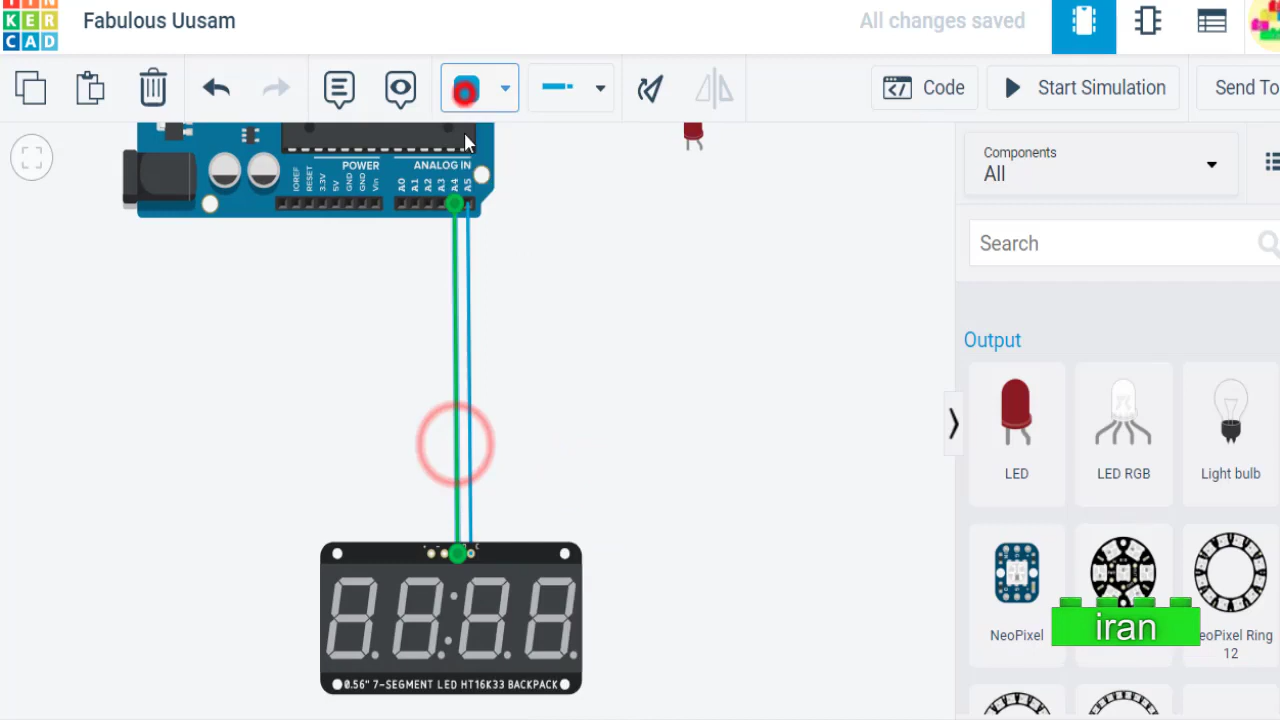 KER
CAD
Fabulous Uusam
All changes saved
Code
Start Simulation
Send To
POWER
ANALOG IN
IOREF
RESET
3.3V
5V
GND
GND
Vin
A0
A1
A2
A3
A4
A5
Components
All
Search
Output
LED
LED RGB
Light bulb
NeoPixel
eoPixel Ring
12
iran
0.56" 7-SEGMENT LED HT16K33 BACKPACK